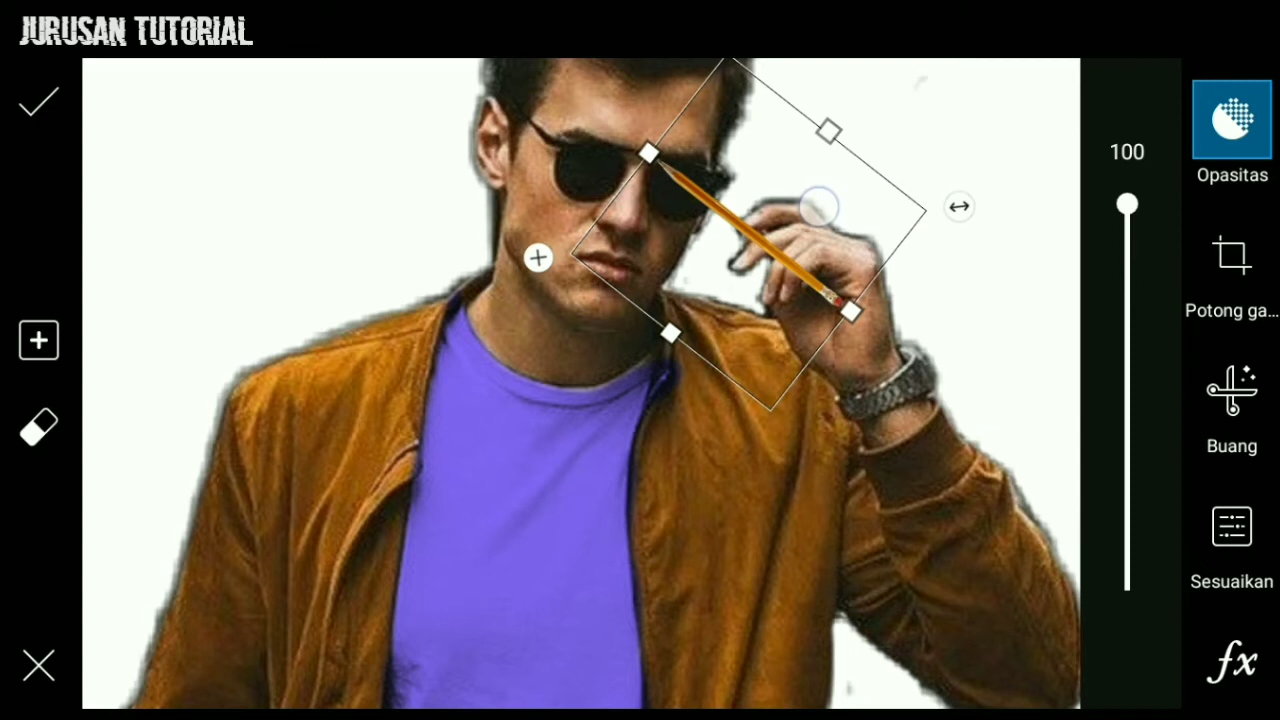 JURUSAN TUTORIAL
100
Opasitas
Potong ga...
Buang
Sesuaikan
fx